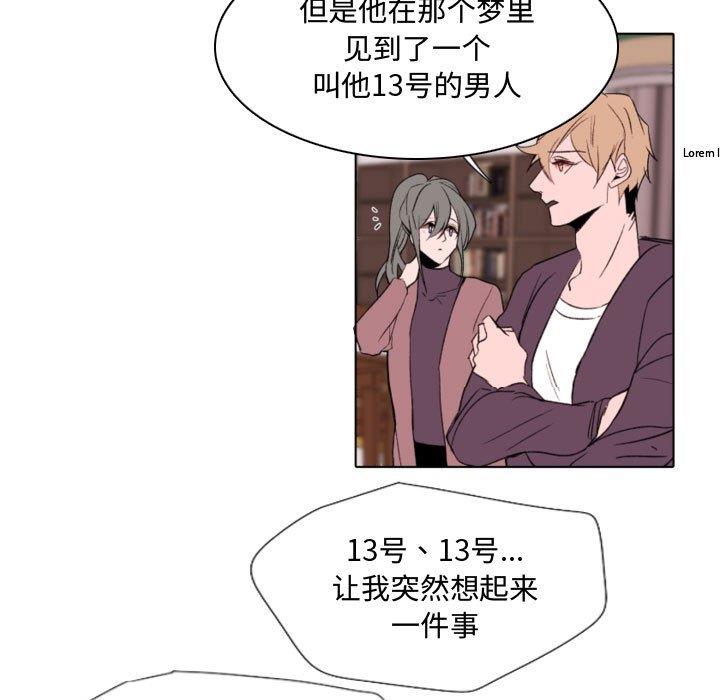 但是他在那个梦里
见到了一个
叫他13号的男人
Lorem I
13号、13号...
让我突然想起来
一件事